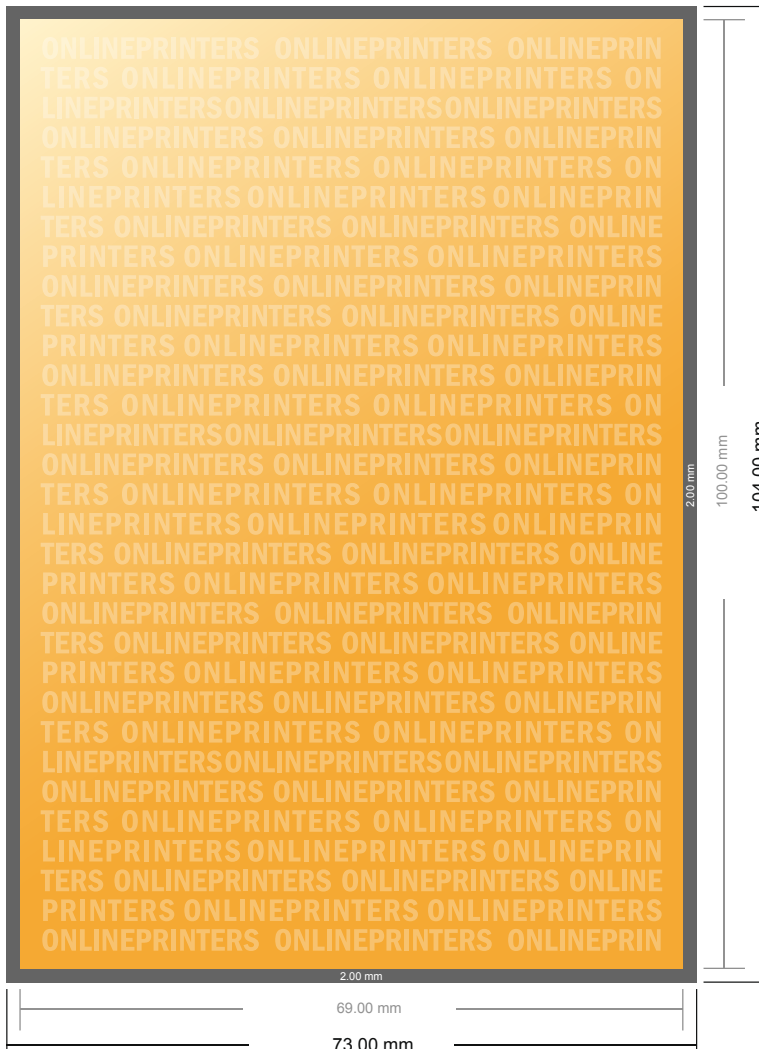 ONLINEPRINTERS ONLINEPRINTERS ONLINEPRIN
TERS ONLINEPRINTERS ONLINEPRINTERS ON
LINEPRINTERSONLINEPRINTERSONLINEPRINTERS
ONLINEPRINTERS ONLINEPRINTERS ONLINEPRIN
TERS ONLINEPRINTERS ONLINEPRINTERS ON
LINEPRINTERS ONLINEPRINTERS ONLINEPRIN
TERS ONLINEPRINTERS ONLINEPRINTERS ONLINE
PRINTERS ONLINEPRINTERS ONLINEPRINTERS
ONLINEPRINTERS ONLINEPRINTERS ONLINEPRIN
TERS ONLINEPRINTERS ONLINEPRINTERS ONLINE
PRINTERS ONLINEPRINTERS ONLINEPRINTERS
ONLINEPRINTERS ONLINEPRINTERS ONLINEPRIN
TERS ONLINEPRINTERS ONLINEPRINTERS ON
LINEPRINTERSONLINEPRINTERSONLINEPRINTERS
ONLINEPRINTERS ONLINEPRINTERS ONLINEPRIN
TERS ONLINEPRINTERS ONLINEPRINTERS ON
LINEPRINTERS ONLINEPRINTERS ONLINEPRIN
TERS ONLINEPRINTERS ONLINEPRINTERS ONLINE
PRINTERS ONLINEPRINTERS ONLINEPRINTERS
ONLINEPRINTERS ONLINEPRINTERS ONLINEPRIN
TERS ONLINEPRINTERS ONLINEPRINTERS ONLINE
PRINTERS ONLINEPRINTERS ONLINEPRINTERS
ONLINEPRINTERS ONLINEPRINTERS ONLINEPRIN
TERS ONLINEPRINTERS ONLINEPRINTERS ON
LINEPRINTERSONLINEPRINTERSONLINEPRINTERS
ONLINEPRINTERS ONLINEPRINTERS ONLINEPRIN
TERS ONLINEPRINTERS ONLINEPRINTERS ON
LINEPRINTERS ONLINEPRINTERS ONLINEPRIN
TERS ONLINEPRINTERS ONLINEPRINTERS ONLINE
PRINTERS ONLINEPRINTERS ONLINEPRINTERS
ONLINEPRINTERS ONLINEPRINTERS ONLINEPRIN
2.00 mm
100.00 mm
104.00 mm
2.00 mm
69.00 mm
73.00 mm